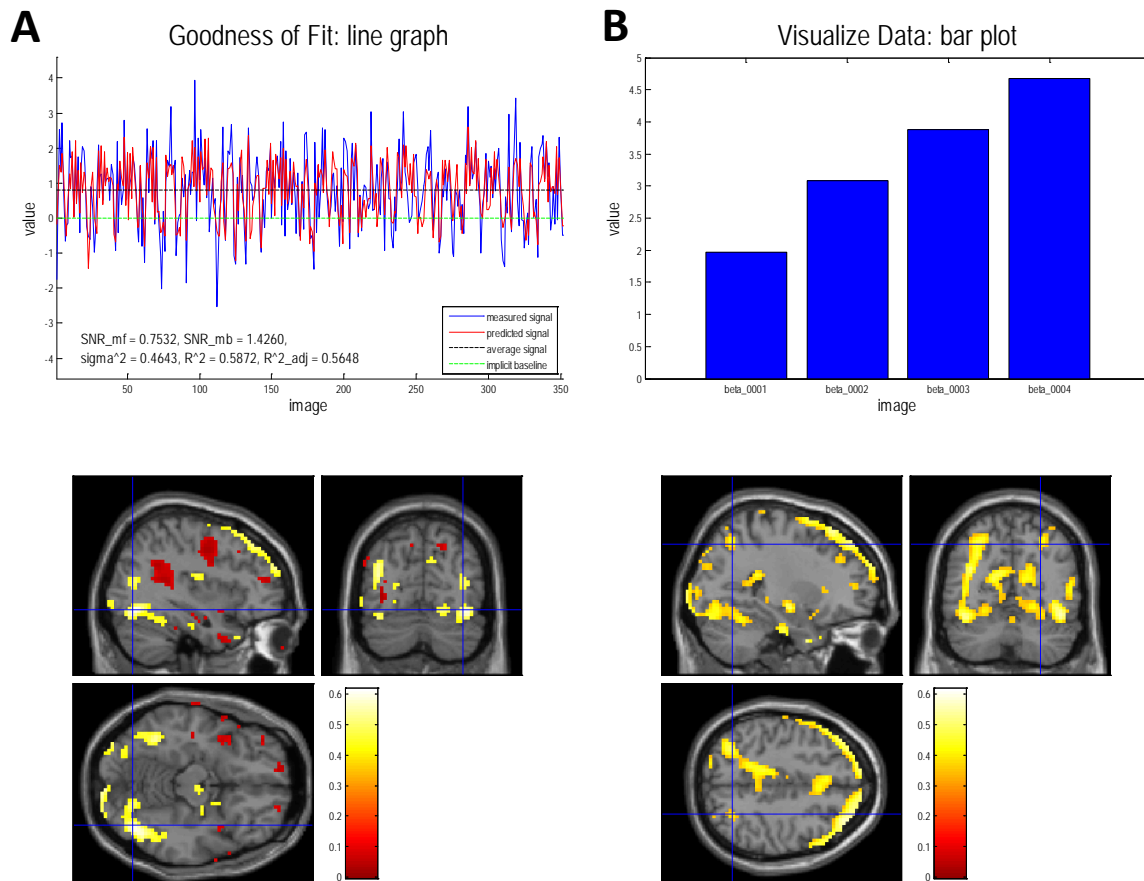 A
Goodness of Fit: line graph
4
3
2
1
0
-1
-2
-3
-4
value
measured signal
predicted signal
average signal
implicit baseline
SNR_mf = 0.7532, SNR_mb = 1.4260,
sigma^2 = 0.4643, R^2 = 0.5872, R^2_adj = 0.5648
50
100
150
200
250
300
350
image
0.6
0.5
0.4
0.3
0.2
0.1
0
B
Visualize Data: bar plot
5
4.5
4
3.5
3
2.5
2
1.5
1
0.5
0
value
beta_0001
beta_0002
beta_0003
beta_0004
image
0.6
0.5
0.4
0.3
0.2
0.1
0